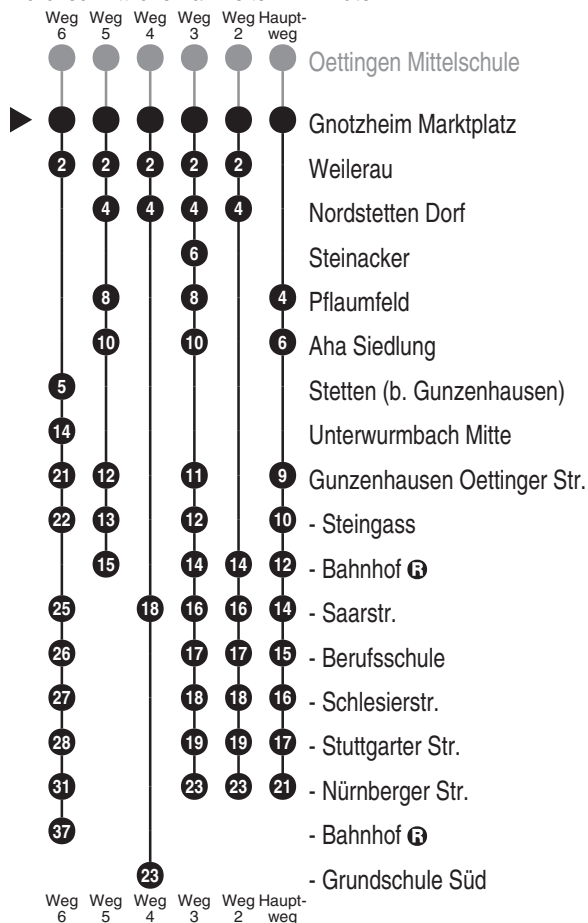 Weg Weg Weg Weg Weg Haupt-
6 5 4 3 2 weg
Oettingen Mittelschule
Gnotzheim Marktplatz
2 2 2 2 2 Weilerau
4 4 4 4 Nordstetten Dorf
6 Steinacker
8 8 4 Pflaumfeld
10 10 6 Aha Siedlung
5 Stetten (b. Gunzenhausen)
14 Unterwurmbach Mitte
21 12 11 9 Gunzenhausen Oettinger Str.
22 13 12 10 - Steingass
15 14 14 12 - Bahnhof R
25 18 16 16 14 - Saarstr.
26 17 17 15 - Berufsschule
27 18 18 16 - Schlesierstr.
28 19 19 17 - Stuttgarter Str.
31 23 23 21 - Nürnberger Str.
37 - Bahnhof R
23 - Grundschule Süd
Weg Weg Weg Weg Weg Haupt-
6 5 4 3 2 weg